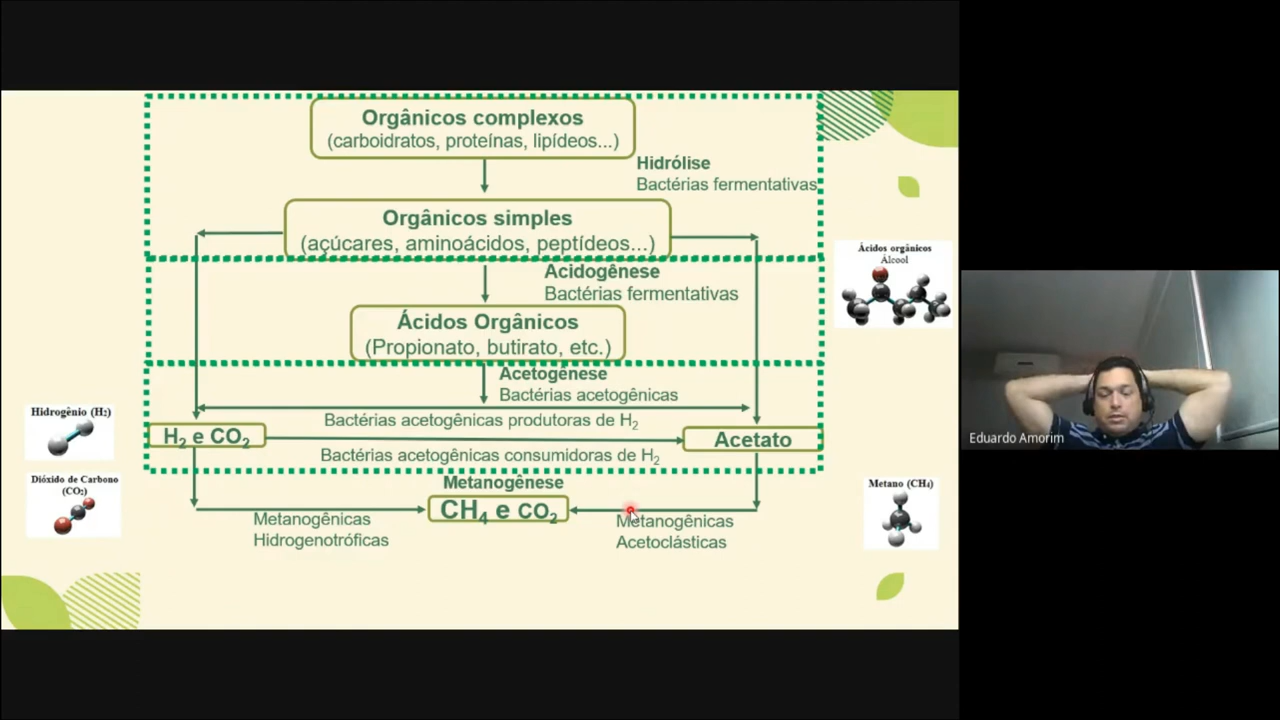 Orgânicos complexos
(carboidratos, proteínas, lipídeos...)
Hidrólise
Bactérias fermentativas
Orgânicos simples
(açúcares, aminoácidos, peptídeos...)
Acidogênese
Bactérias fermentativas
Ácidos orgânicos
Álcool
Ácidos Orgânicos
(Propionato, butirato, etc.)
Acetogênese
Bactérias acetogênicas
Bactérias acetogênicas produtoras de H₂
Hidrogênio (H₂)
H₂ e CO₂
Acetato
Bactérias acetogênicas consumidoras de H₂
Eduardo Amorim
Dióxido de Carbono
(CO₂)
Metanogênese
Metano (CH₄)
CH₄ e CO₂
Metanogênicas
Hidrogenotróficas
Metanogênicas
Acetoclásticas